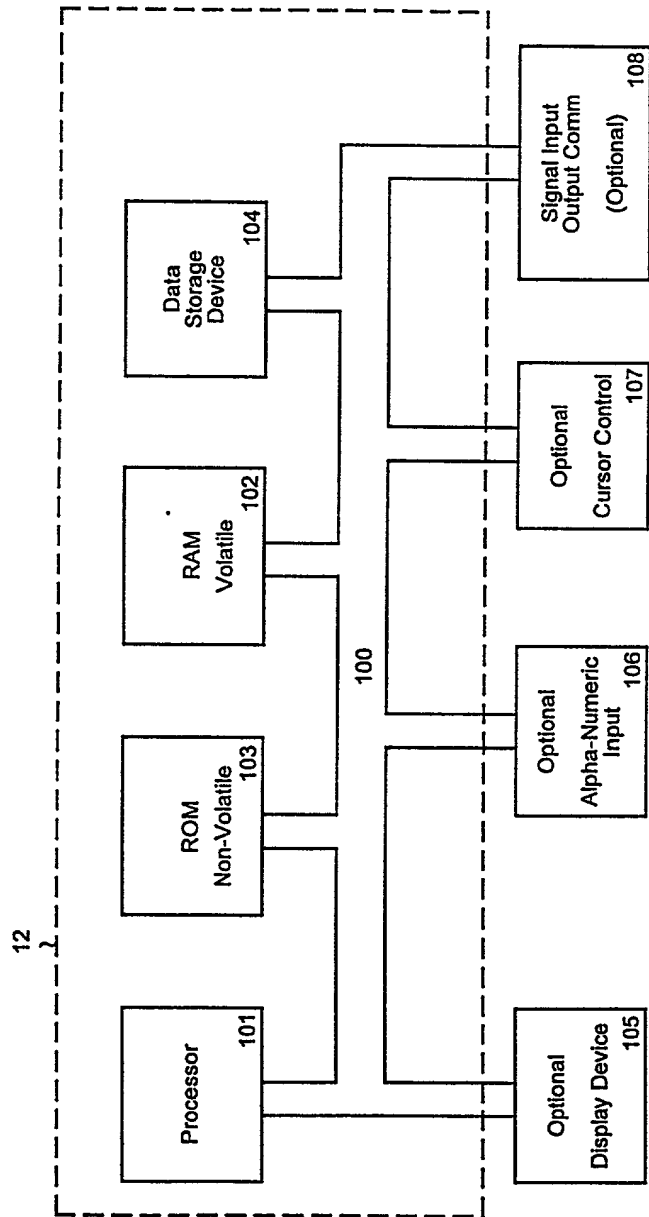 12
Processor
101
ROM
Non-Volatile
103
RAM
Volatile
102
Data
Storage
Device
104
100
Optional
Display Device
105
Optional
Alpha-Numeric
Input
106
Optional
Cursor Control
107
Signal Input
Output Comm
(Optional)
108